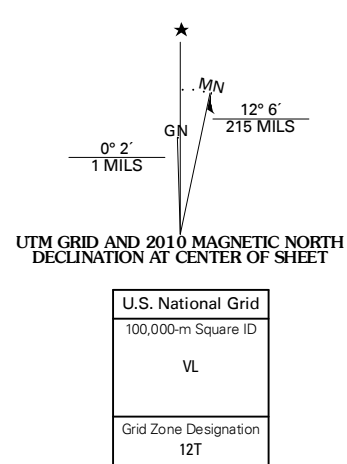 MN
GN
12° 6´
215 MILS
0° 2´
1 MILS
UTM GRID AND 2010 MAGNETIC NORTH
DECLINATION AT CENTER OF SHEET
U.S. National Grid
100,000-m Square ID
VL
Grid Zone Designation
12T